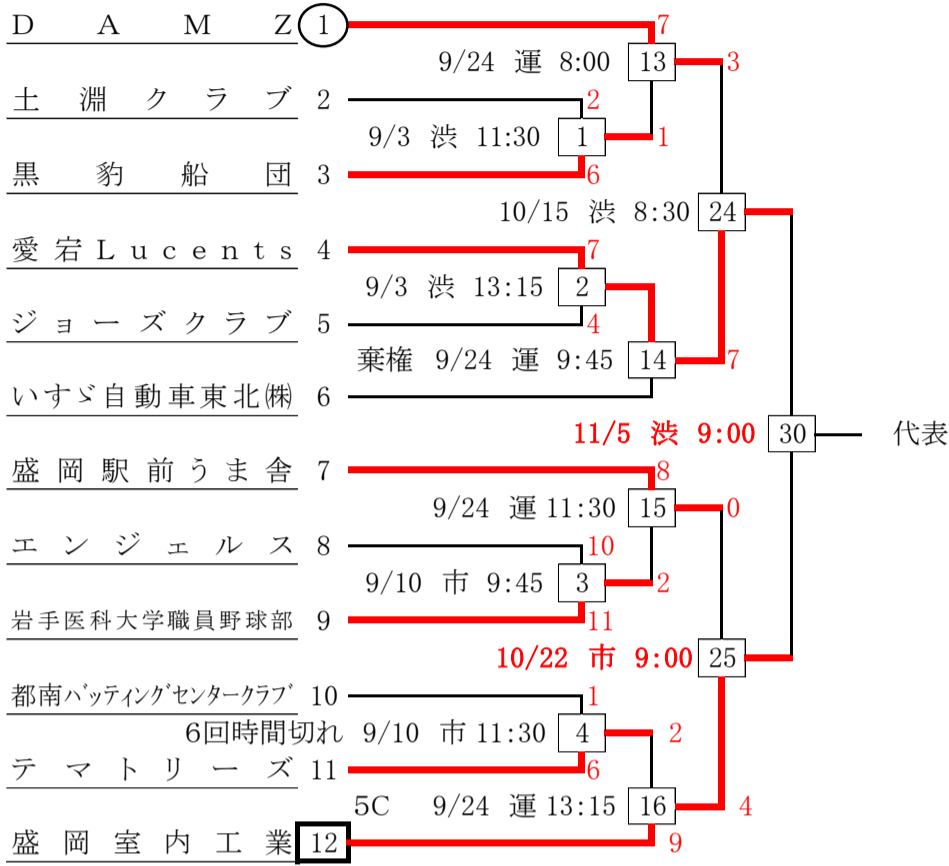 DAMZ 1 7
9/24 運 8:00 13 3
土淵クラブ 2 2
9/3 渋 11:30 1 1
黒豹船団 3 6
10/15 渋 8:30 24
愛宕Lucents 4 7
9/3 渋 13:15 2
ジョーズクラブ 5 4
棄権 9/24 運 9:45 14 7
いすゞ自動車東北㈱ 6
11/5 渋 9:00 30 代表
盛岡駅前うま舎 7 8
9/24 運 11:30 15 0
エンジェルス 8 10
9/10 市 9:45 3 2
岩手医科大学職員野球部 9 11
10/22 市 9:00 25
都南バッティングセンタークラブ 10 1
6回時間切れ 9/10 市 11:30 4 2
テマトリーズ 11 6
5C 9/24 運 13:15 16 4
盛岡室内工業 12 9